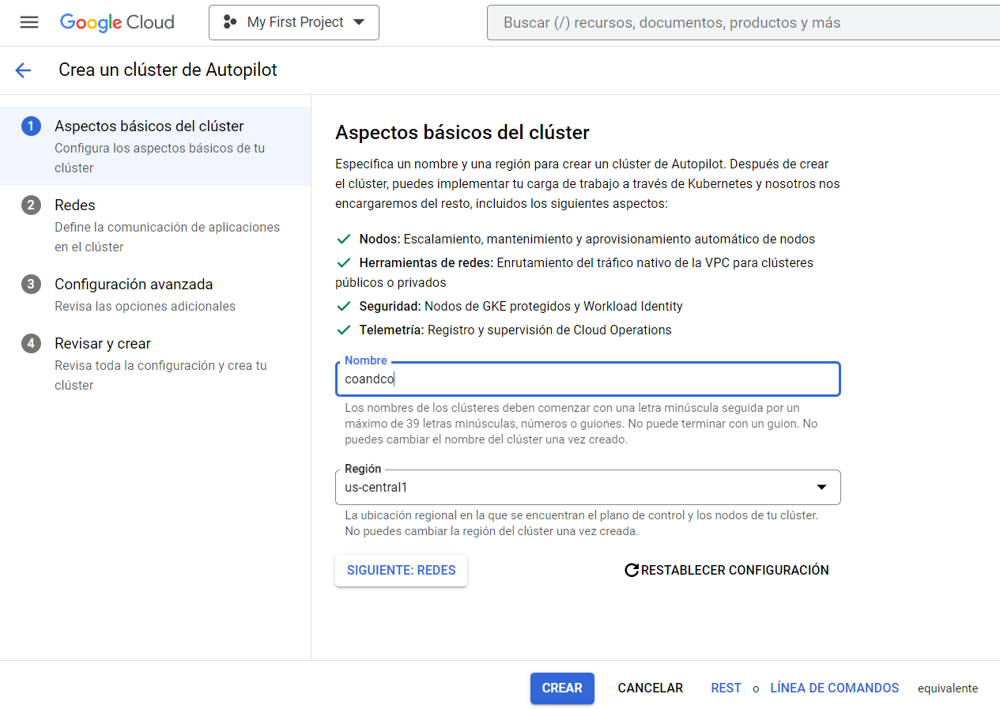 Google Cloud
My First Project
Buscar (/) recursos, documentos, productos y más
Crea un clúster de Autopilot
1 Aspectos básicos del clúster
Configura los aspectos básicos de tu
clúster
2 Redes
Define la comunicación de aplicaciones
en el clúster
3 Configuración avanzada
Revisa las opciones adicionales
4 Revisar y crear
Revisa toda la configuración y crea tu
clúster
Aspectos básicos del clúster
Especifica un nombre y una región para crear un clúster de Autopilot. Después de crear
el clúster, puedes implementar tu carga de trabajo a través de Kubernetes y nosotros nos
encargaremos del resto, incluidos los siguientes aspectos:
Nodos: Escalamiento, mantenimiento y aprovisionamiento automático de nodos
Herramientas de redes: Enrutamiento del tráfico nativo de la VPC para clústeres
públicos o privados
Seguridad: Nodos de GKE protegidos y Workload Identity
Telemetría: Registro y supervisión de Cloud Operations
Nombre
coandco
Los nombres de los clústeres deben comenzar con una letra minúscula seguida por un
máximo de 39 letras minúsculas, números o guiones. No puede terminar con un guion. No
puedes cambiar el nombre del clúster una vez creado.
Región
us-central1
La ubicación regional en la que se encuentran el plano de control y los nodos de tu clúster.
No puedes cambiar la región del clúster una vez creada.
SIGUIENTE: REDES
RESTABLECER CONFIGURACIÓN
CREAR
CANCELAR
REST o LÍNEA DE COMANDOS equivalente